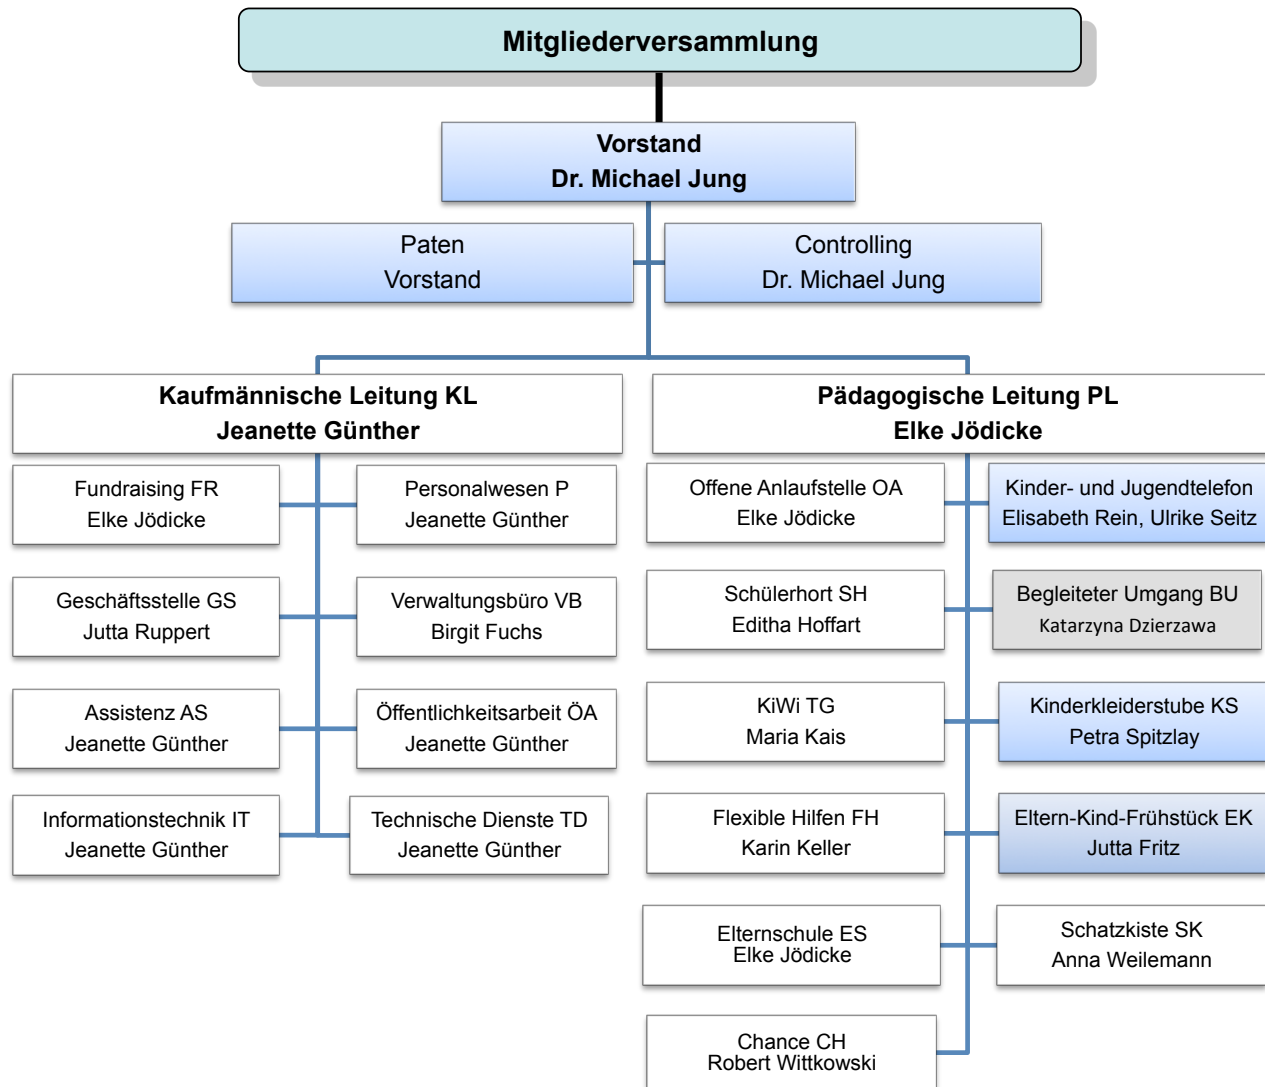 Mitgliederversammlung
Vorstand
Dr. Michael Jung
Paten
Vorstand
Controlling
Dr. Michael Jung
Kaufmännische Leitung KL
Jeanette Günther
Pädagogische Leitung PL
Elke Jödicke
Fundraising FR
Elke Jödicke
Personalwesen P
Jeanette Günther
Offene Anlaufstelle OA
Elke Jödicke
Kinder- und Jugendtelefon
Elisabeth Rein, Ulrike Seitz
Geschäftsstelle GS
Jutta Ruppert
Verwaltungsbüro VB
Birgit Fuchs
Schülerhort SH
Editha Hoffart
Begleiteter Umgang BU
Katarzyna Dzierzawa
Assistenz AS
Jeanette Günther
Öffentlichkeitsarbeit ÖA
Jeanette Günther
KiWi TG
Maria Kais
Kinderkleiderstube KS
Petra Spitzlay
Informationstechnik IT
Jeanette Günther
Technische Dienste TD
Jeanette Günther
Flexible Hilfen FH
Karin Keller
Eltern-Kind-Frühstück EK
Jutta Fritz
Elternschule ES
Elke Jödicke
Schatzkiste SK
Anna Weilemann
Chance CH
Robert Wittkowski